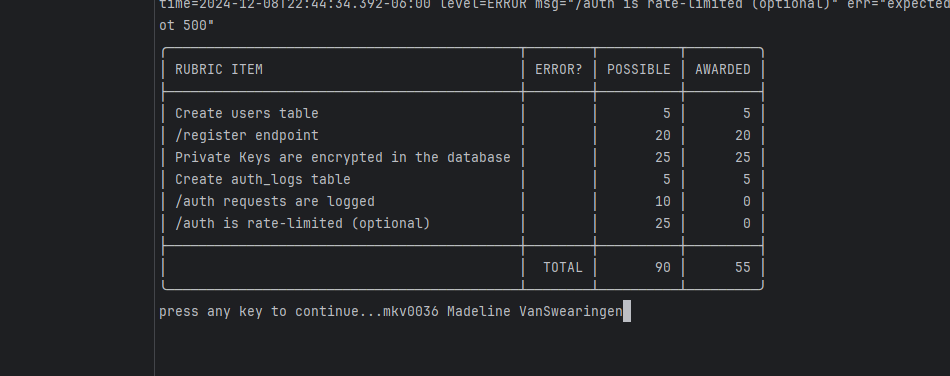 time=2024-12-08T22:44:34.392-06:00 level=ERROR msg="/auth is rate-limited (optional)" err="expected
ot 500"
RUBRIC ITEM ERROR? POSSIBLE AWARDED
Create users table 5 5
/register endpoint 20 20
Private Keys are encrypted in the database 25 25
Create auth_logs table 5 5
/auth requests are logged 10 0
/auth is rate-limited (optional) 25 0
TOTAL 90 55
press any key to continue...mkv0036 Madeline VanSwearingen